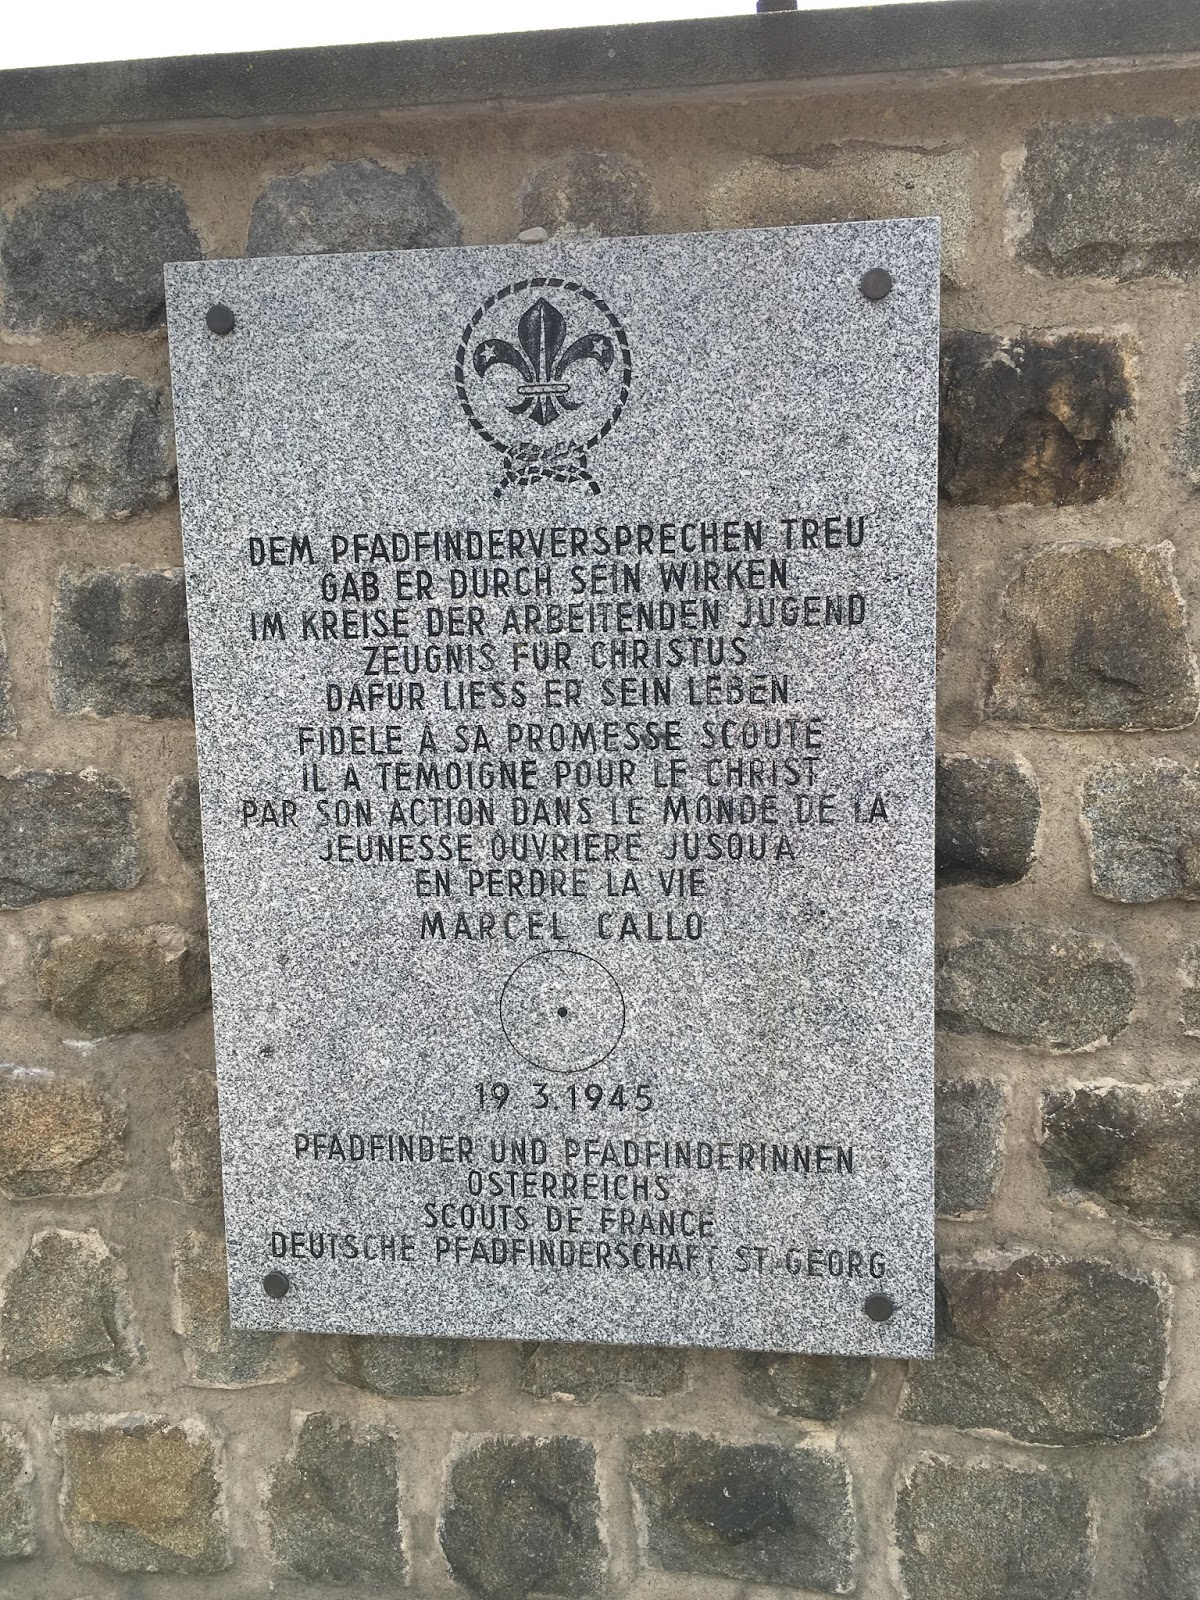 DEM PFADFINDERVERSPRECHEN TREU
GAB ER DURCH SEIN WIRKEN
IM KREISE DER ARBEITENDEN JUGEND
ZEUGNIS FÜR CHRISTUS
DAFÜR LIESS ER SEIN LEBEN
FIDELE A SA PROMESSE SCOUTE
IL A TEMOIGNE POUR LE CHRIST
PAR SON ACTION DANS LE MONDE DE LA
JEUNESSE OUVRIERE JUSQU'A
EN PERDRE LA VIE
MARCEL CALLO
19.3.1945
PFADFINDER UND PFADFINDERINNEN
ÖSTERREICHS
SCOUTS DE FRANCE
DEUTSCHE PFADFINDERSCHAFT ST. GEORG